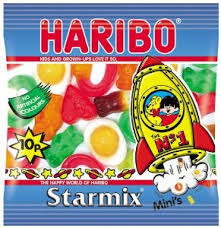 HARIBO
KIDS AND GROWN-UPS LOVE IT SO,
NO
ARTIFICIAL
COLOURS
10p
THE
No1
THE HAPPY WORLD OF HARIBO
Starmix
Mini's